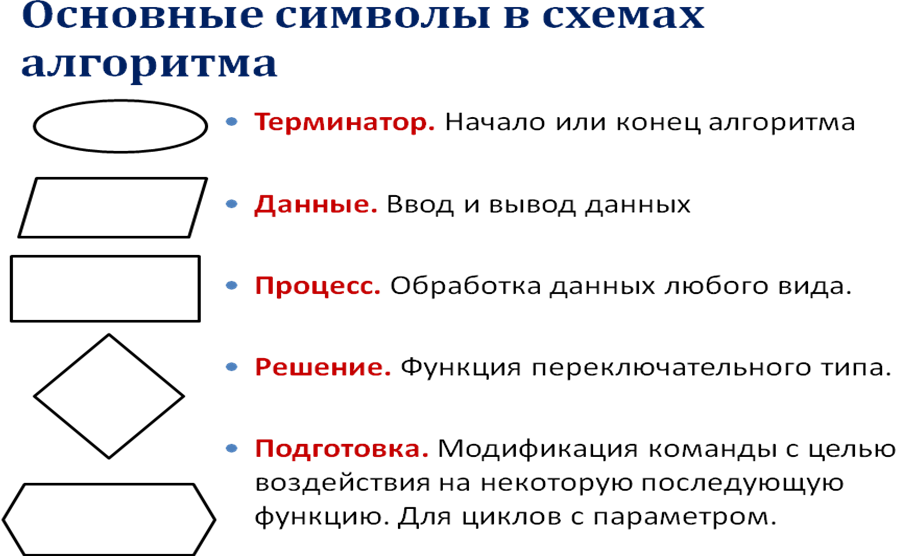 Основные символы в схемах
алгоритма
Терминатор. Начало или конец алгоритма
Данные. Ввод и вывод данных
Процесс. Обработка данных любого вида.
Решение. Функция переключательного типа.
Подготовка. Модификация команды с целью
воздействия на некоторую последующую
функцию. Для циклов с параметром.